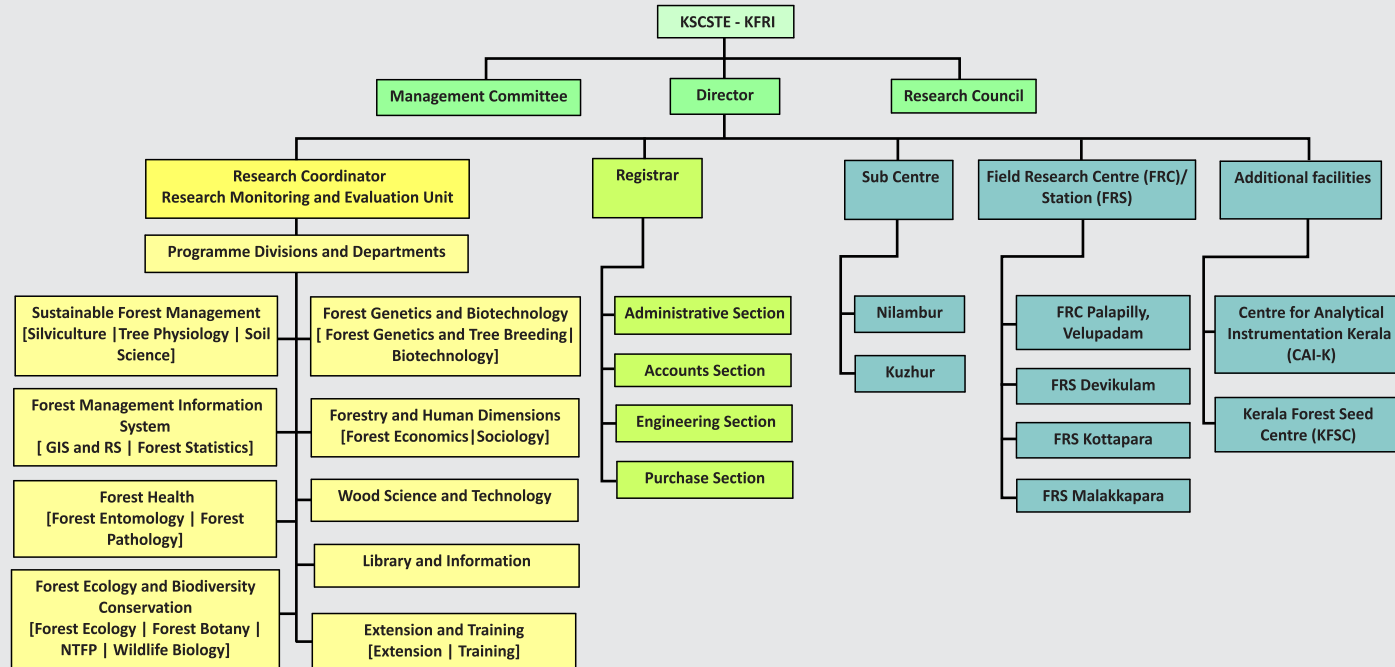 KSCSTE - KFRI
Management Committee
Director
Research Council
Research Coordinator
Research Monitoring and Evaluation Unit
Registrar
Sub Centre
Field Research Centre (FRC)/
Station (FRS)
Additional facilities
Programme Divisions and Departments
Sustainable Forest Management
[Silviculture |Tree Physiology | Soil
Science]
Forest Genetics and Biotechnology
[ Forest Genetics and Tree Breeding|
Biotechnology]
Forest Management Information
System
[ GIS and RS | Forest Statistics]
Forestry and Human Dimensions
[Forest Economics|Sociology]
Forest Health
[Forest Entomology | Forest
Pathology]
Wood Science and Technology
Library and Information
Forest Ecology and Biodiversity
Conservation
[Forest Ecology | Forest Botany |
NTFP | Wildlife Biology]
Extension and Training
[Extension | Training]
Administrative Section
Accounts Section
Engineering Section
Purchase Section
Nilambur
Kuzhur
FRC Palapilly,
Velupadam
FRS Devikulam
FRS Kottapara
FRS Malakkapara
Centre for Analytical
Instrumentation Kerala
(CAI-K)
Kerala Forest Seed
Centre (KFSC)